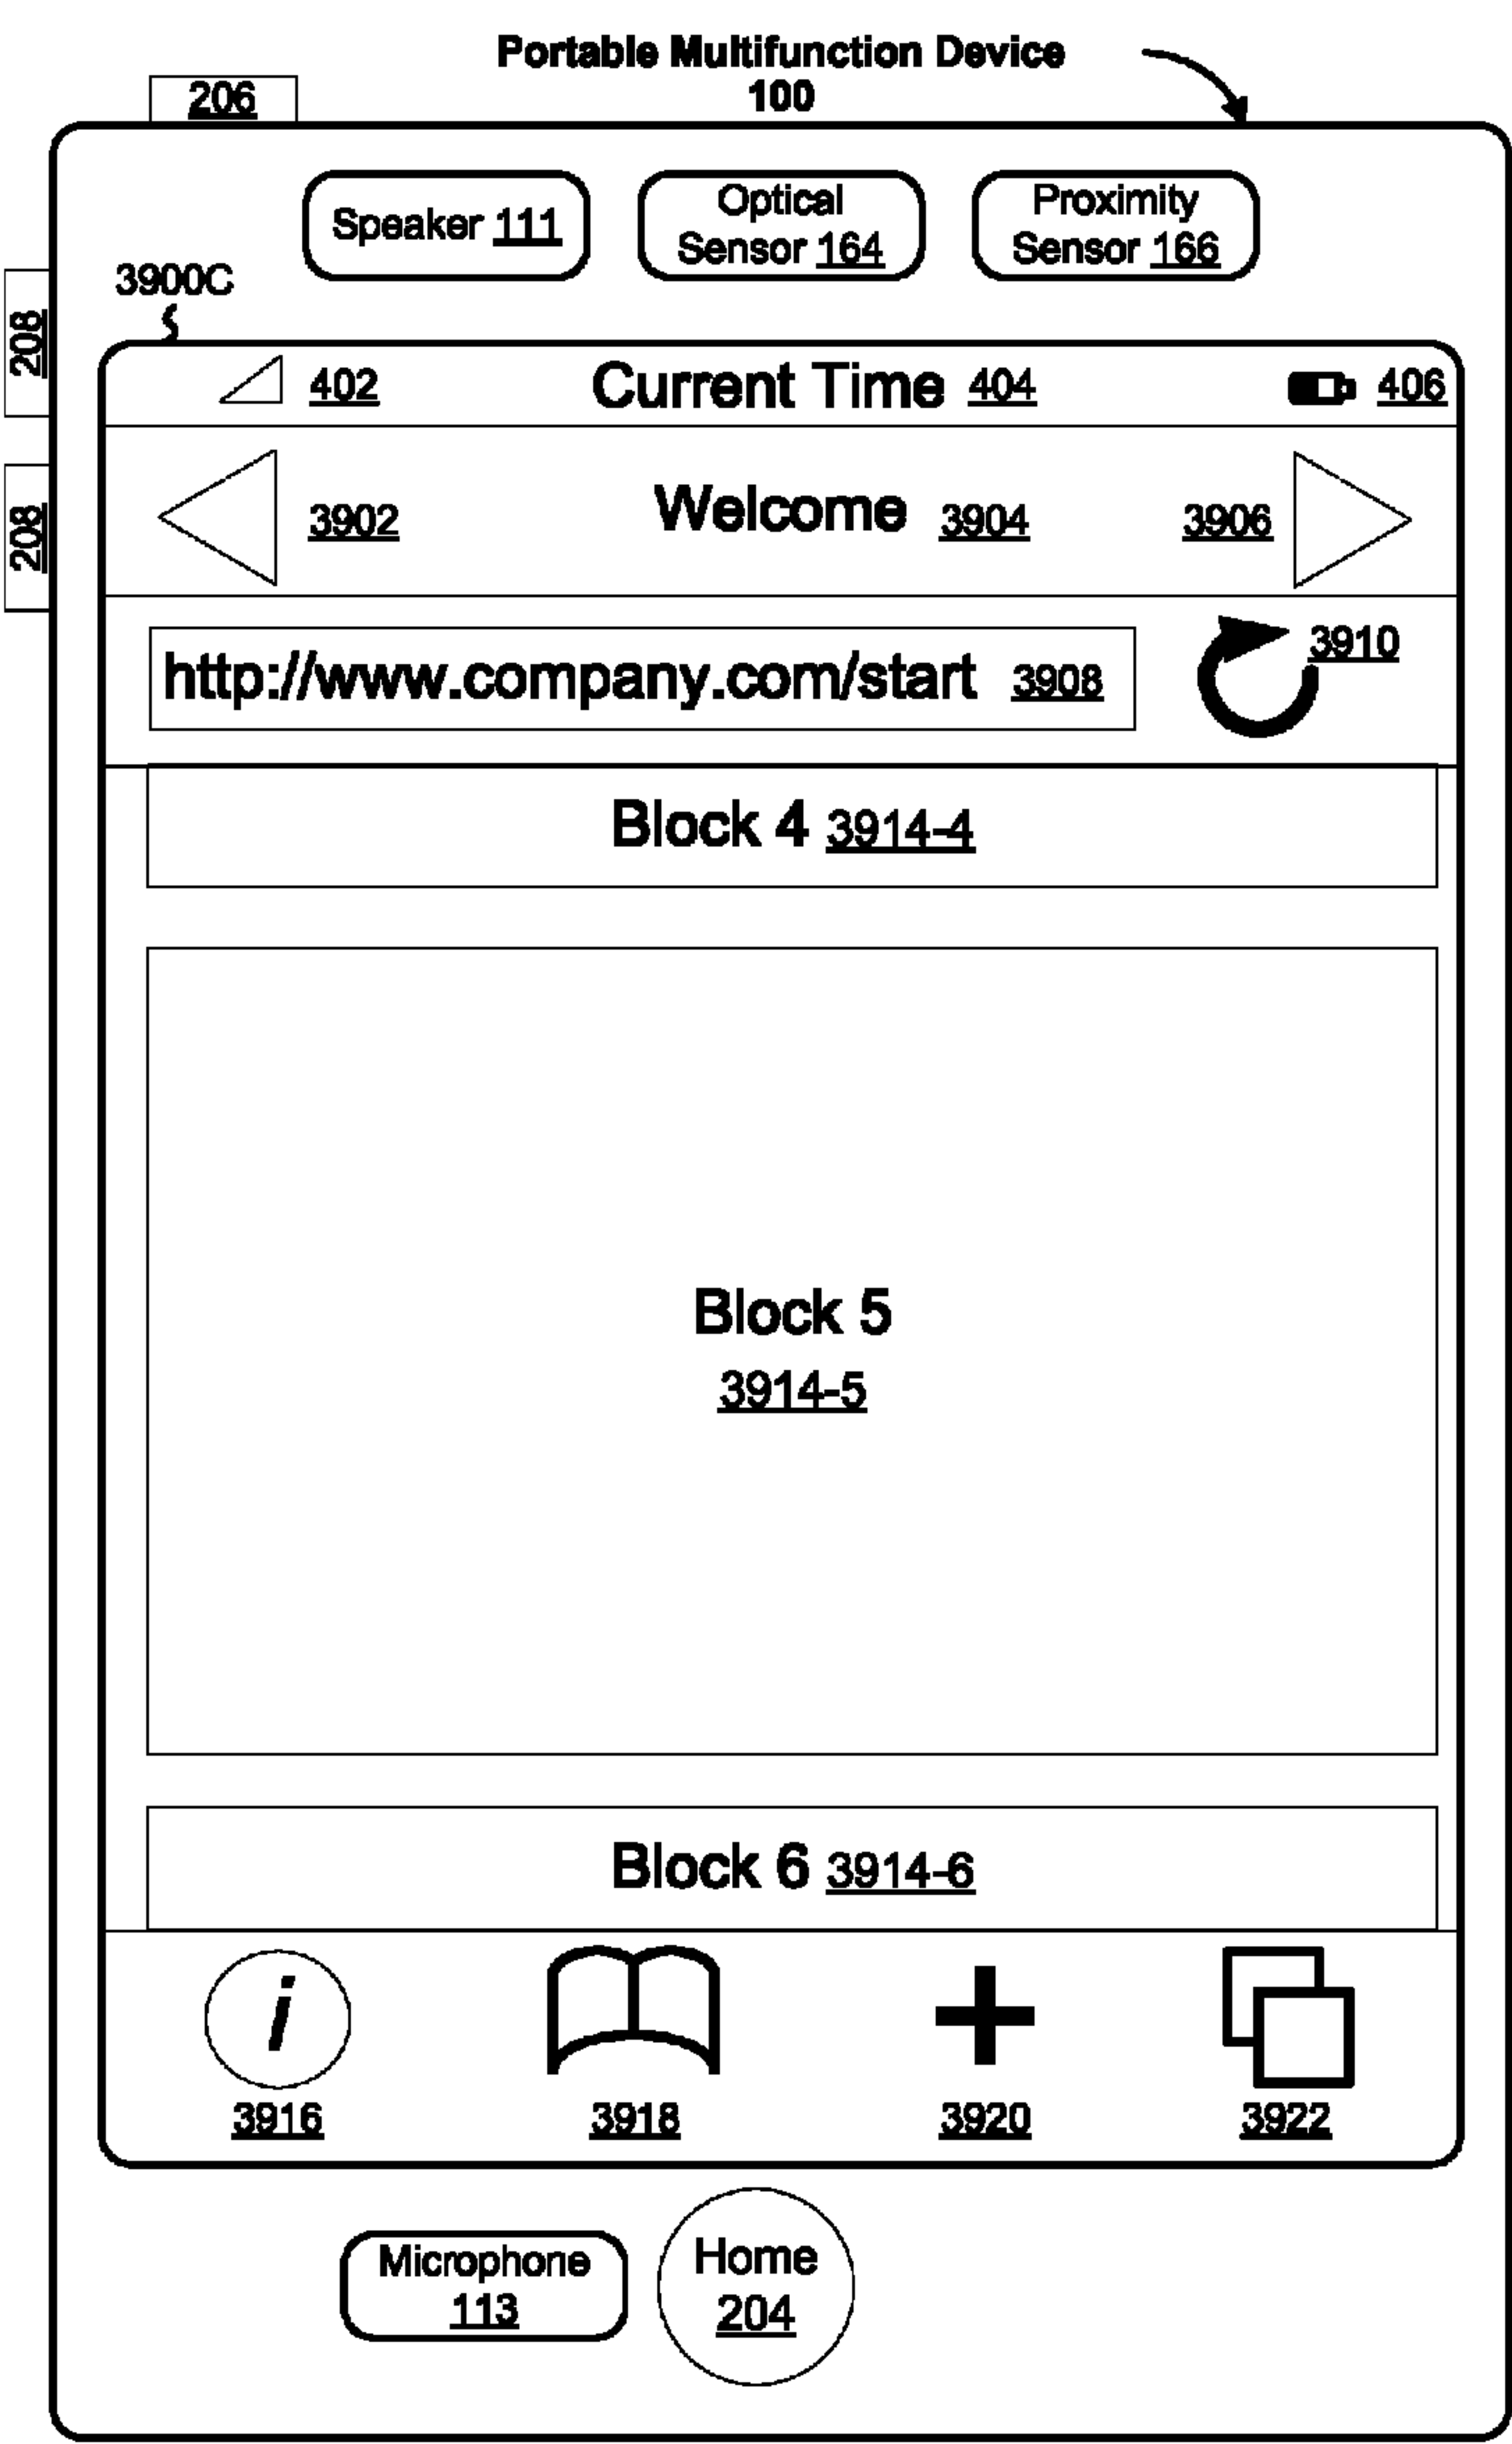 Portable Multifunction Device
100
206
Speaker 111
Optical
Sensor 164
Proximity
Sensor 166
3900C
208
208
402
Current Time 404
406
3902
Welcome 3904
3906
http://www.company.com/start 3908
3910
Block 4 3914-4
Block 5
3914-5
Block 6 3914-6
i
3916
3918
3920
3922
Microphone
113
Home
204